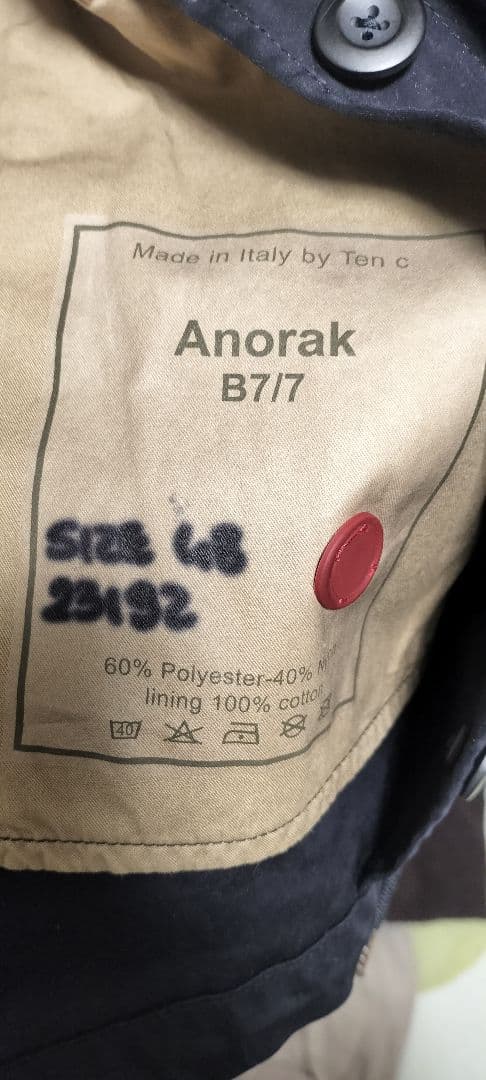 Made in Italy by Ten c
Anorak
B7/7
SIZE 48
23192
60% Polyester-40%
lining 100% cotton
40